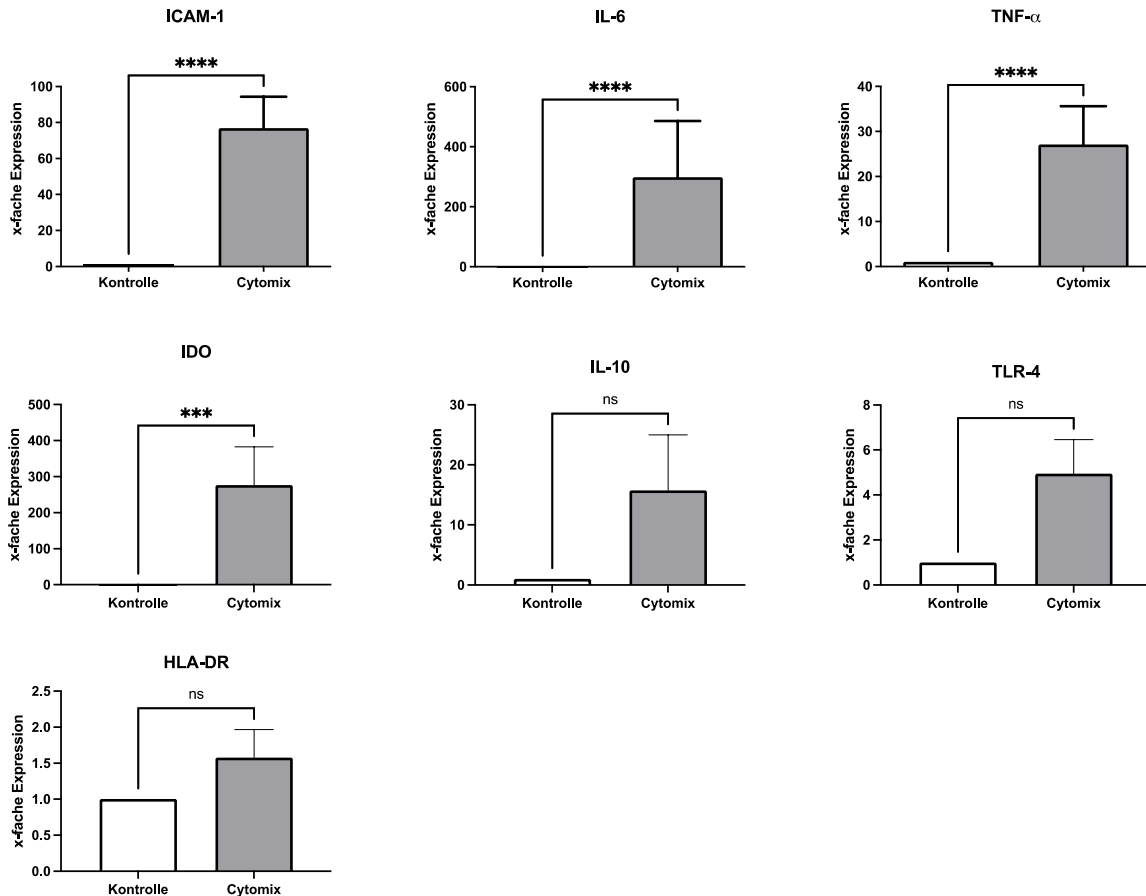 ICAM-1
****
x-fache Expression
100
80
60
40
20
0
Kontrolle Cytomix
IL-6
****
x-fache Expression
600
400
200
0
Kontrolle Cytomix
TNF-α
****
x-fache Expression
40
30
20
10
0
Kontrolle Cytomix
IDO
***
x-fache Expression
500
400
300
200
100
0
Kontrolle Cytomix
IL-10
ns
x-fache Expression
30
20
10
0
Kontrolle Cytomix
TLR-4
ns
x-fache Expression
8
6
4
2
0
Kontrolle Cytomix
HLA-DR
ns
x-fache Expression
2.5
2.0
1.5
1.0
0.5
0.0
Kontrolle Cytomix